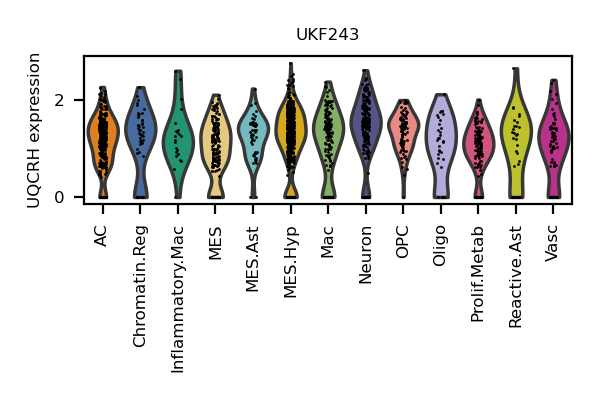 UKF243
UQCRH expression
2
0
AC
Chromatin.Reg
Inflammatory.Mac
MES
MES.Ast
MES.Hyp
Mac
Neuron
OPC
Oligo
Prolif.Metab
Reactive.Ast
Vasc